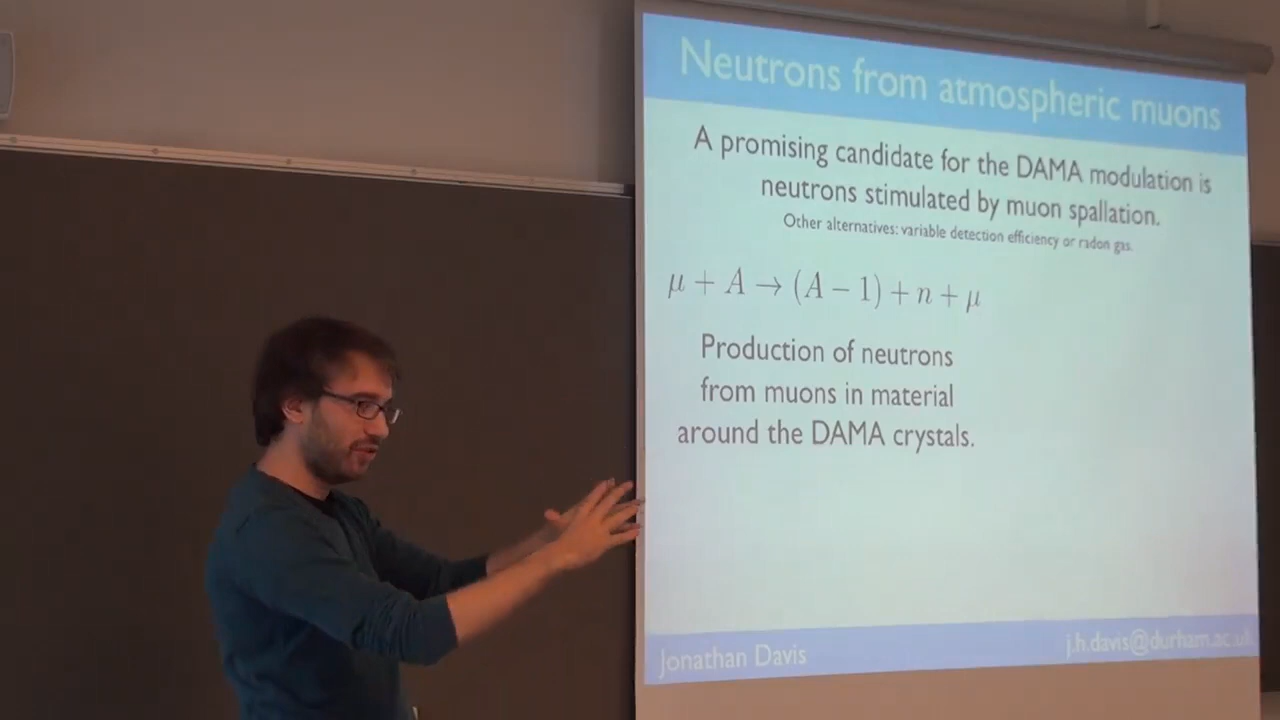 Neutrons from atmospheric muons
A promising candidate for the DAMA modulation is
neutrons stimulated by muon spallation.
Other alternatives: variable detection efficiency or radon gas.
μ + A → (A − 1) + n + μ
Production of neutrons
from muons in material
around the DAMA crystals.
Jonathan Davis
j.h.davis@durham.ac.uk